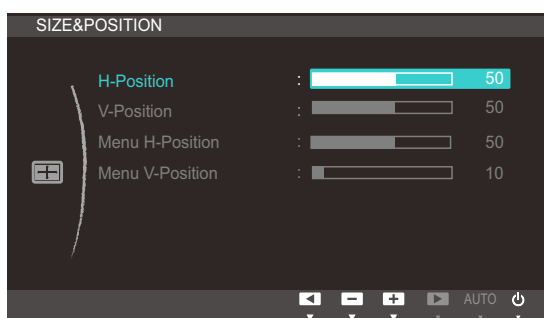 SIZE&POSITION
H-Position : 50
V-Position : 50
Menu H-Position : 50
Menu V-Position : 10
AUTO